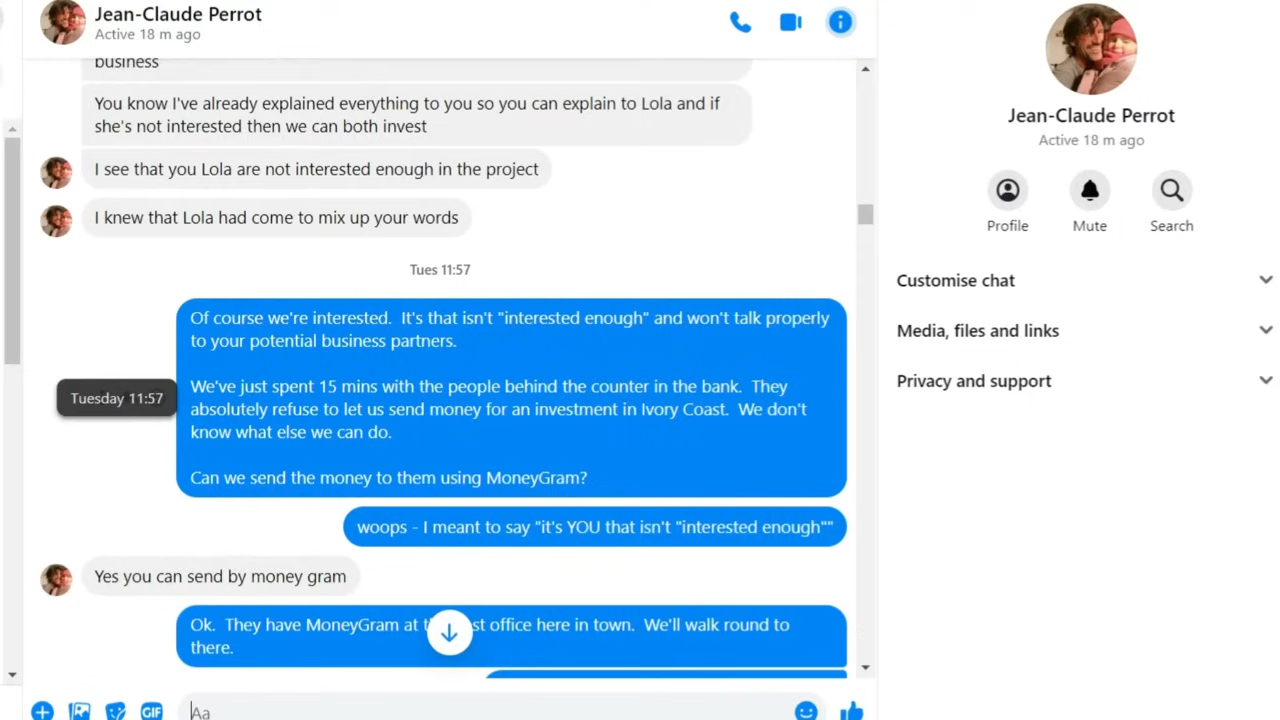 Jean-Claude Perrot
Active 18 m ago
business
You know I've already explained everything to you so you can explain to Lola and if
she's not interested then we can both invest
I see that you Lola are not interested enough in the project
I knew that Lola had come to mix up your words
Tues 11:57
Of course we're interested.  It's that isn't "interested enough" and won't talk properly
to your potential business partners.
We've just spent 15 mins with the people behind the counter in the bank.  They
absolutely refuse to let us send money for an investment in Ivory Coast.  We don't
know what else we can do.
Can we send the money to them using MoneyGram?
Tuesday 11:57
woops - I meant to say "it's YOU that isn't "interested enough""
Yes you can send by money gram
Ok.  They have MoneyGram at office here in town.  We'll walk round to
there.
GIF
Aa
Jean-Claude Perrot
Active 18 m ago
Profile
Mute
Search
Customise chat
Media, files and links
Privacy and support